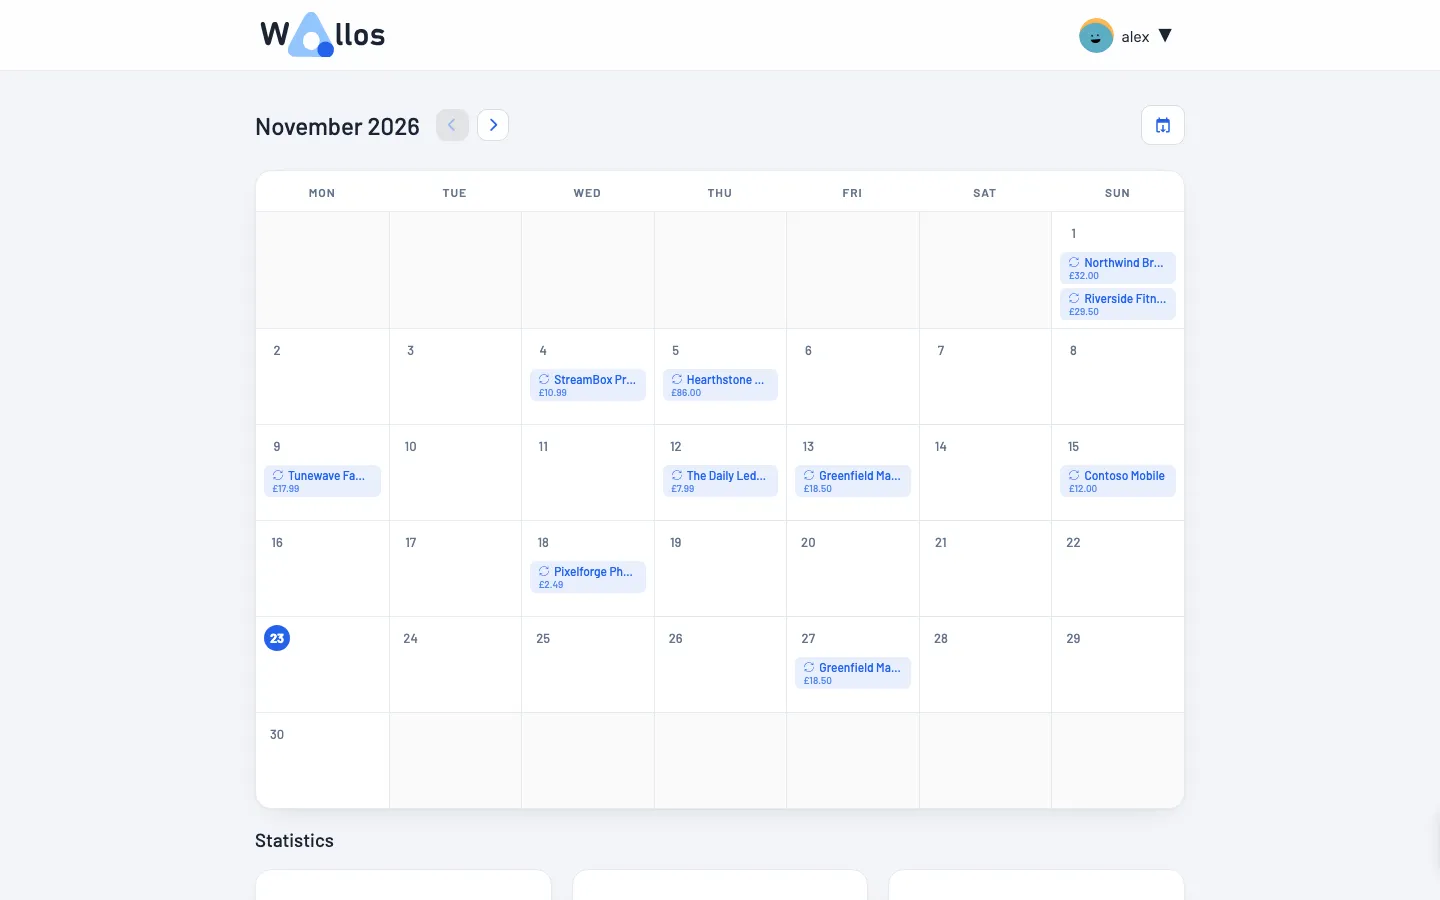 Wallos
alex ▼
November 2026
MON TUE WED THU FRI SAT SUN
1
Northwind Br...
£32.00
Riverside Fitn...
£29.50
2 3 4 5 6 7 8
StreamBox Pr... Hearthstone ...
£10.99 £86.00
9 10 11 12 13 14 15
Tunewave Fa... The Daily Led... Greenfield Ma... Contoso Mobile
£17.99 £7.99 £18.50 £12.00
16 17 18 19 20 21 22
Pixelforge Ph...
£2.49
23 24 25 26 27 28 29
Greenfield Ma...
£18.50
30
Statistics